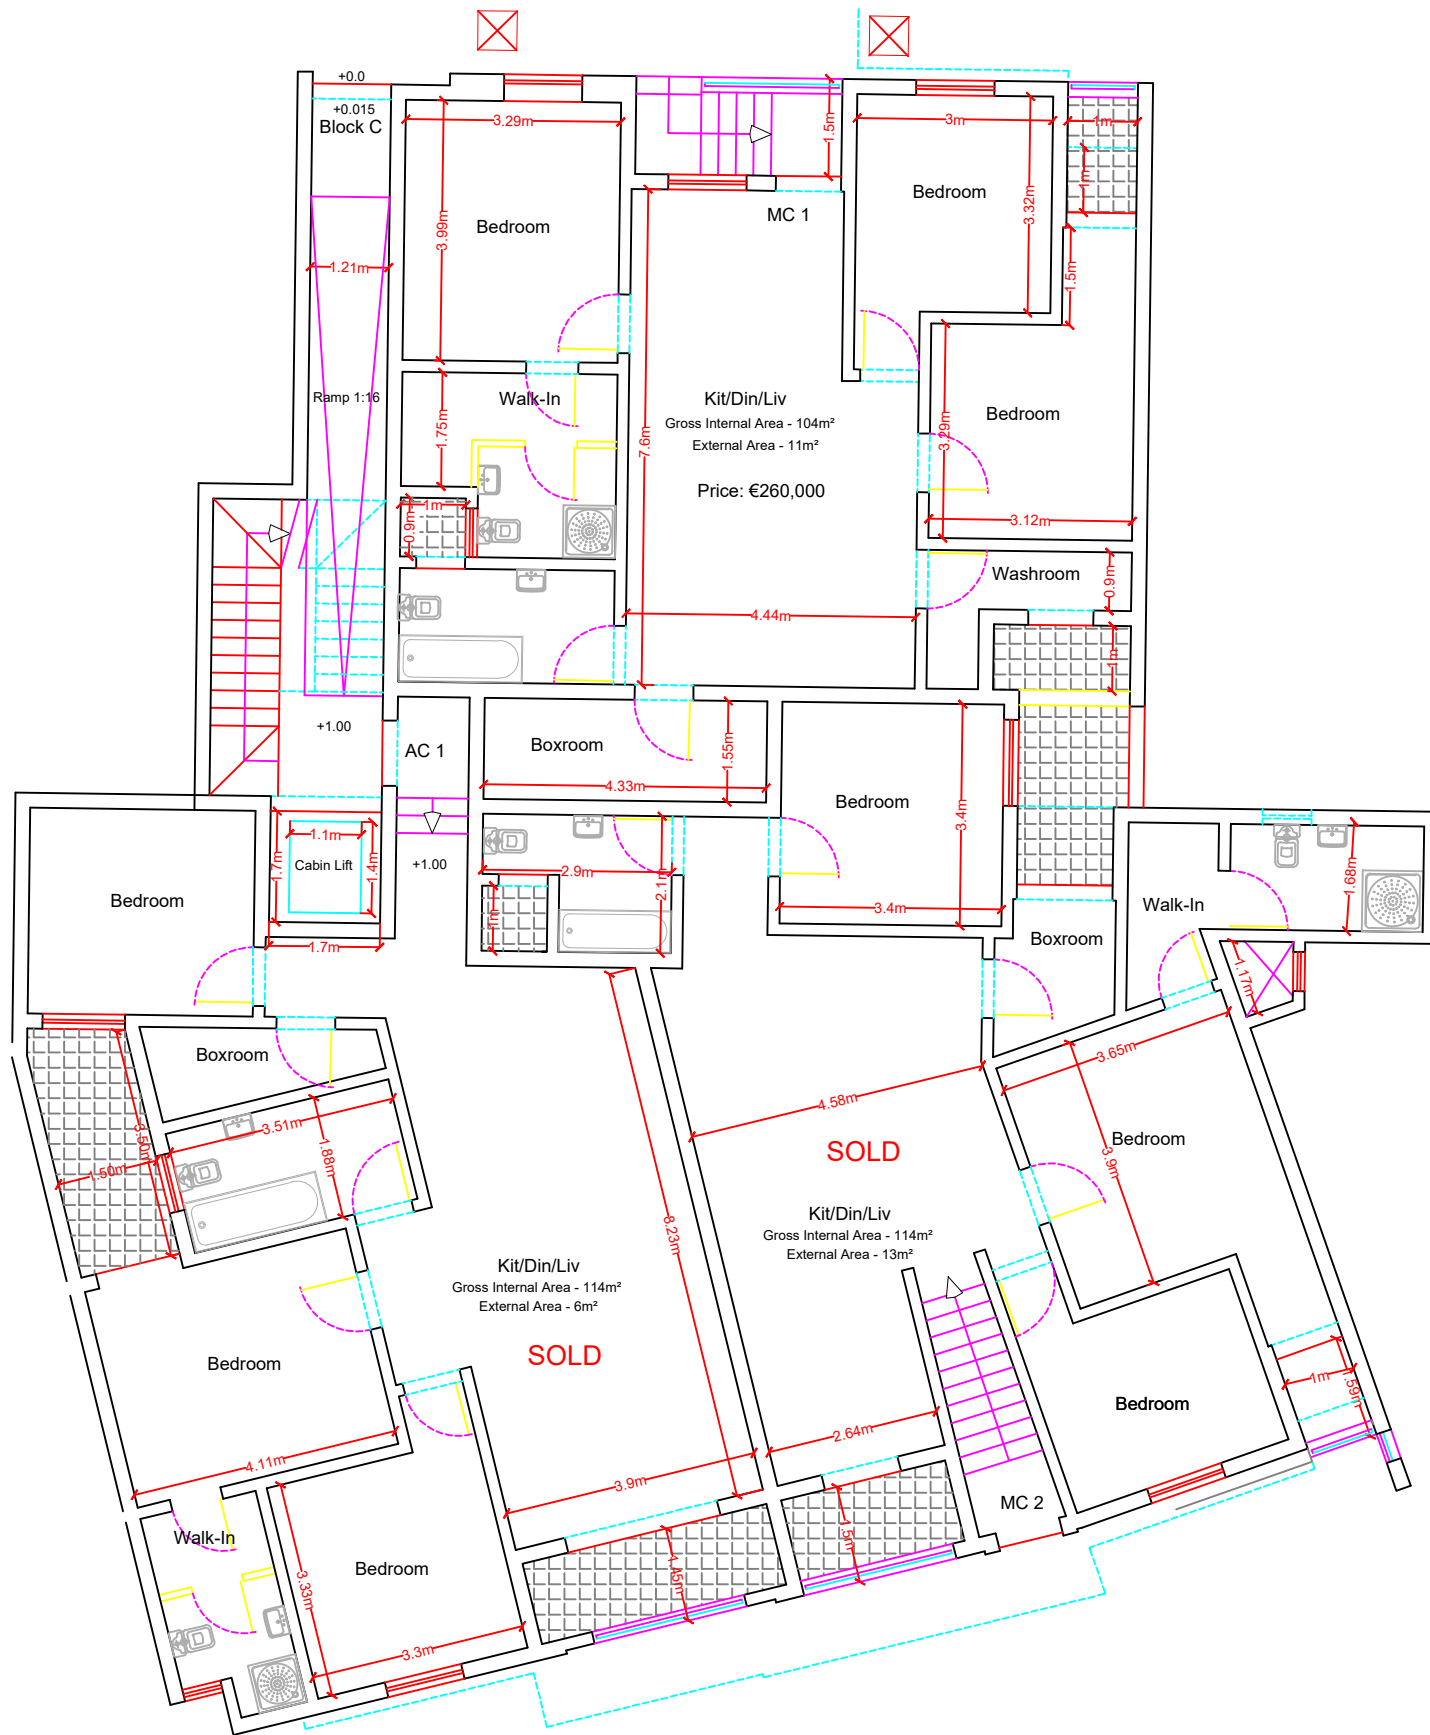 +0.0
+0.015
Block C
3.29m
1.5m
3m
1m
1m
Bedroom
3.99m
MC 1
Bedroom
3.32m
1.21m
1.5m
Ramp 1:16
Walk-In
1.75m
7.6m
Kit/Din/Liv
Gross Internal Area - 104m²
External Area - 11m²
Price: €260,000
Bedroom
3.29m
3.12m
1m
0.9m
Washroom
0.9m
4.44m
1m
+1.00
AC 1
Boxroom
1.55m
4.33m
Bedroom
3.4m
3.4m
1.1m
1.7m
Cabin Lift
1.4m
1.7m
+1.00
2.9m
2.1m
1m
Bedroom
1.68m
Walk-In
Boxroom
1.17m
Boxroom
3.50m
1.50m
3.51m
1.88m
4.58m
3.65m
SOLD
Bedroom
3.9m
8.23m
Kit/Din/Liv
Gross Internal Area - 114m²
External Area - 13m²
Kit/Din/Liv
Gross Internal Area - 114m²
External Area - 6m²
SOLD
Bedroom
4.11m
Bedroom
1m
1.59m
2.64m
3.9m
MC 2
1.5m
1.45m
Walk-In
Bedroom
3.33m
3.3m